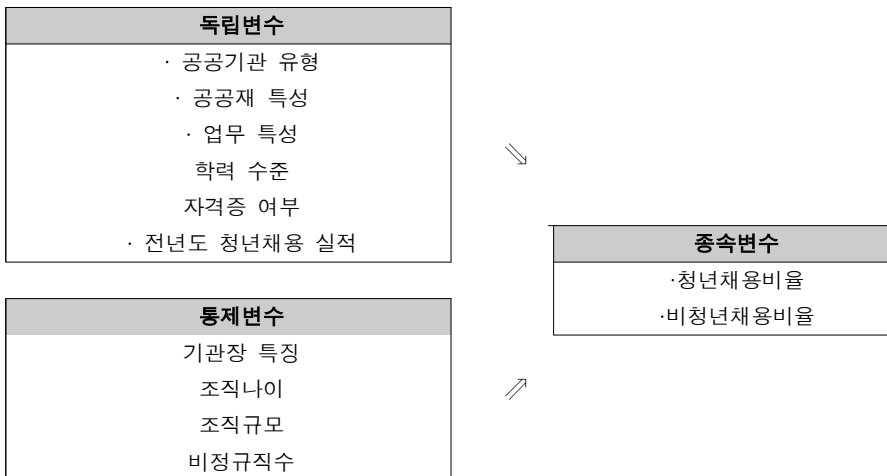 독립변수
· 공공기관 유형
· 공공재 특성
· 업무 특성
학력 수준
자격증 여부
· 전년도 청년채용 실적
통제변수
기관장 특징
조직나이
조직규모
비정규직수
종속변수
·청년채용비율
·비청년채용비율